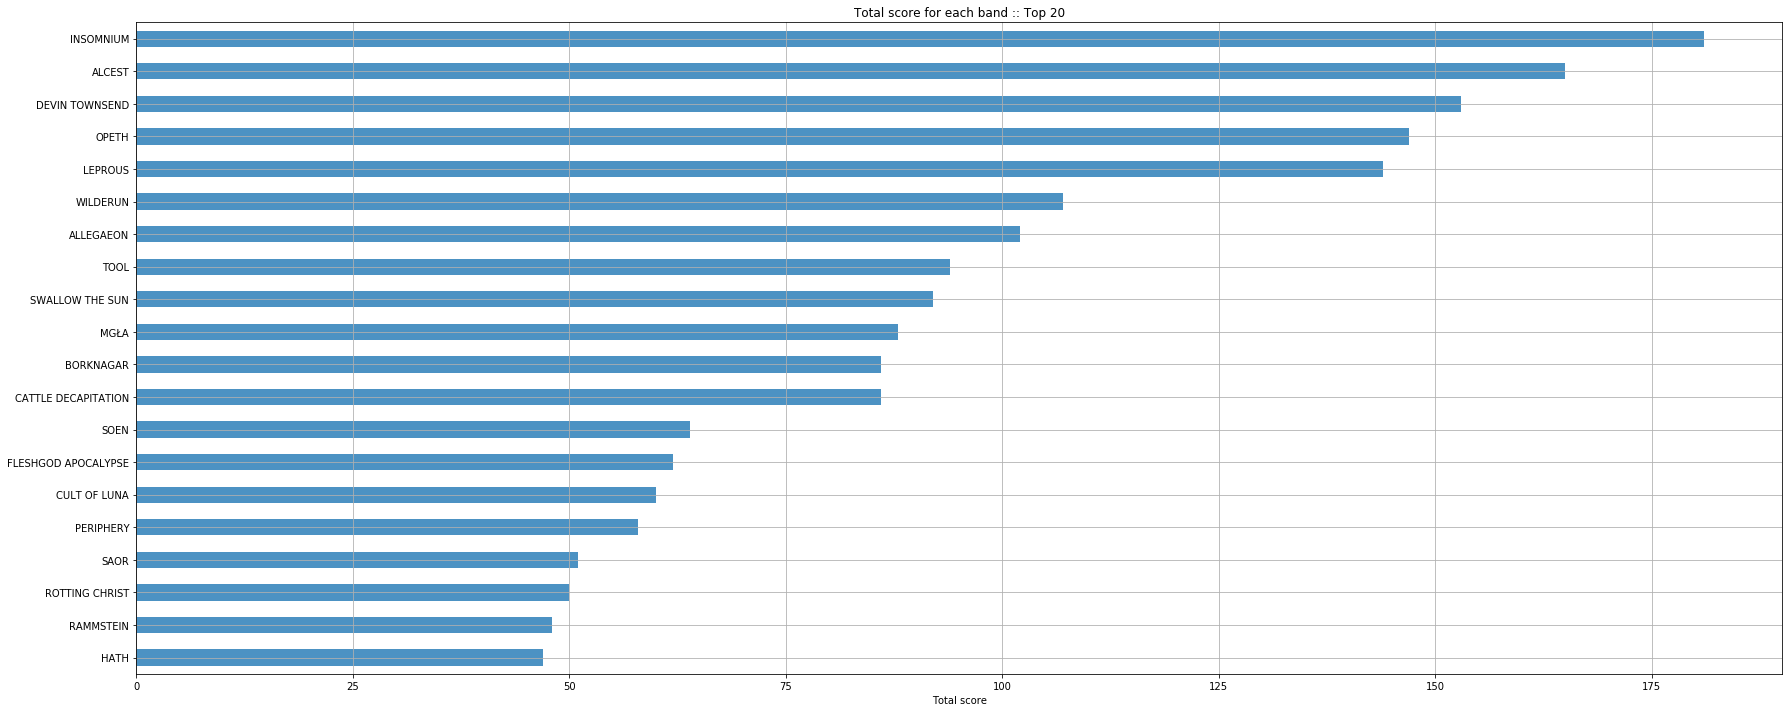 Total score for each band :: Top 20
INSOMNIUM
ALCEST
DEVIN TOWNSEND
OPETH
LEPROUS
WILDERUN
ALLEGAEON
TOOL
SWALLOW THE SUN
MGŁA
BORKNAGAR
CATTLE DECAPITATION
SOEN
FLESHGOD APOCALYPSE
CULT OF LUNA
PERIPHERY
SAOR
ROTTING CHRIST
RAMMSTEIN
HATH
0 25 50 75 100 125 150 175
Total score